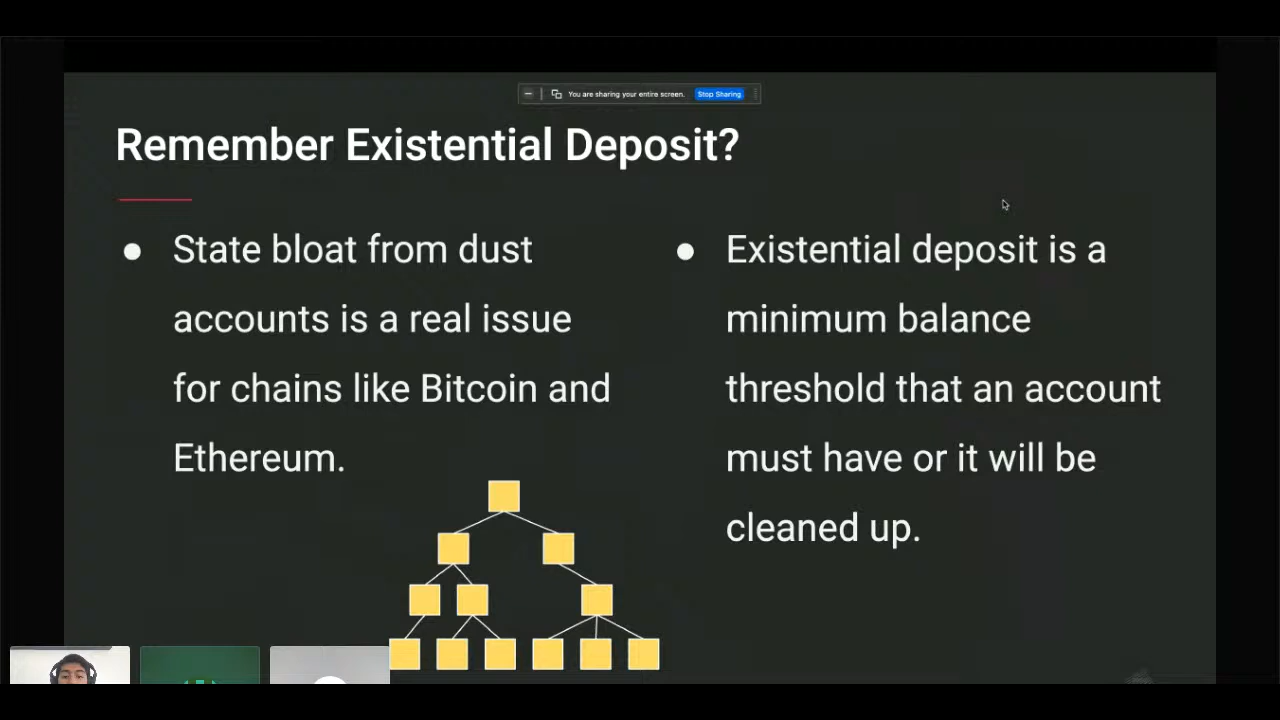 You are sharing your entire screen. Stop Sharing
Remember Existential Deposit?
● State bloat from dust
accounts is a real issue
for chains like Bitcoin and
Ethereum.
● Existential deposit is a
minimum balance
threshold that an account
must have or it will be
cleaned up.